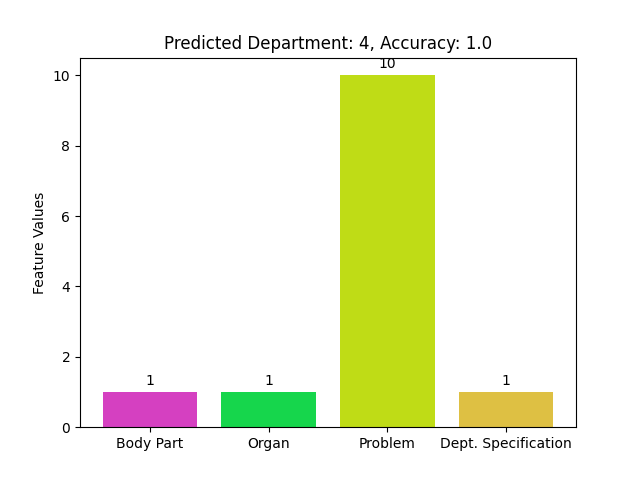 Predicted Department: 4, Accuracy: 1.0
10
10
8
6
4
2
0
Feature Values
1
1
1
Body Part
Organ
Problem
Dept. Specification